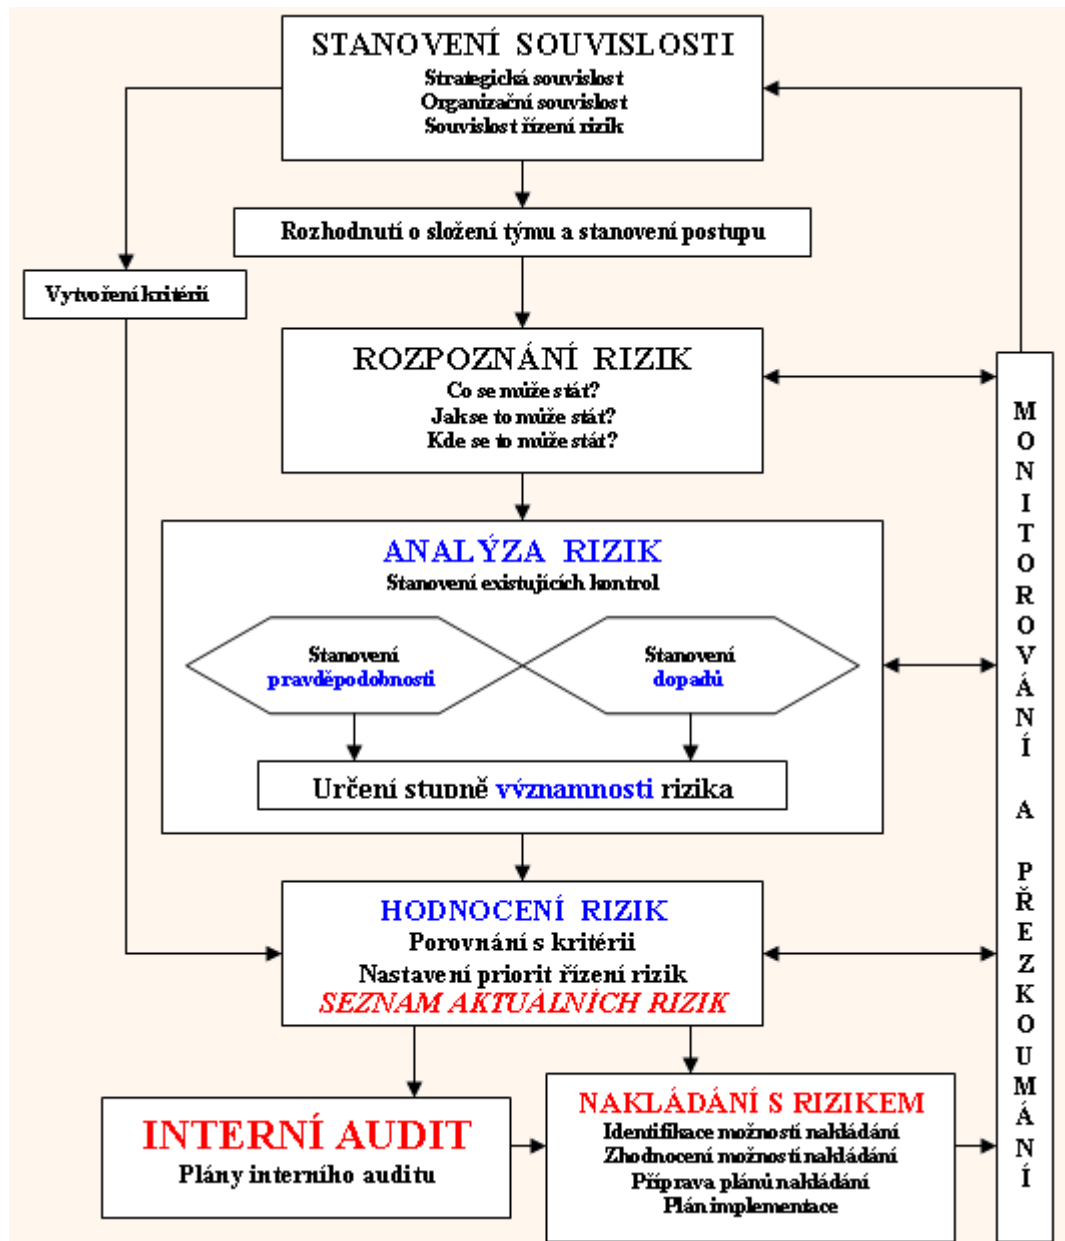 STANOVENÍ SOUVISLOSTI
Strategická souvislost
Organizační souvislost
Souvislost řízení rizik
Rozhodnutí o složení týmu a stanovení postupu
Vytvoření kritérií
ROZPOZNÁNÍ RIZIK
Co se může stát?
Jak se to může stát?
Kde se to může stát?
ANALÝZA RIZIK
Stanovení existujících kontrol
Stanovení
pravděpodobnosti
Stanovení
dopadů
Určení stupně významnosti rizika
HODNOCENÍ RIZIK
Porovnání s kritérii
Nastavení priorit řízení rizik
SEZNAM AKTUÁLNÍCH RIZIK
INTERNÍ AUDIT
Plány interního auditu
NAKLÁDÁNÍ S RIZIKEM
Identifikace možností nakládání
Zhodnocení možností nakládání
Příprava plánů nakládání
Plán implementace
MONITOROVÁNÍ A PŘEZKOUMÁNÍ